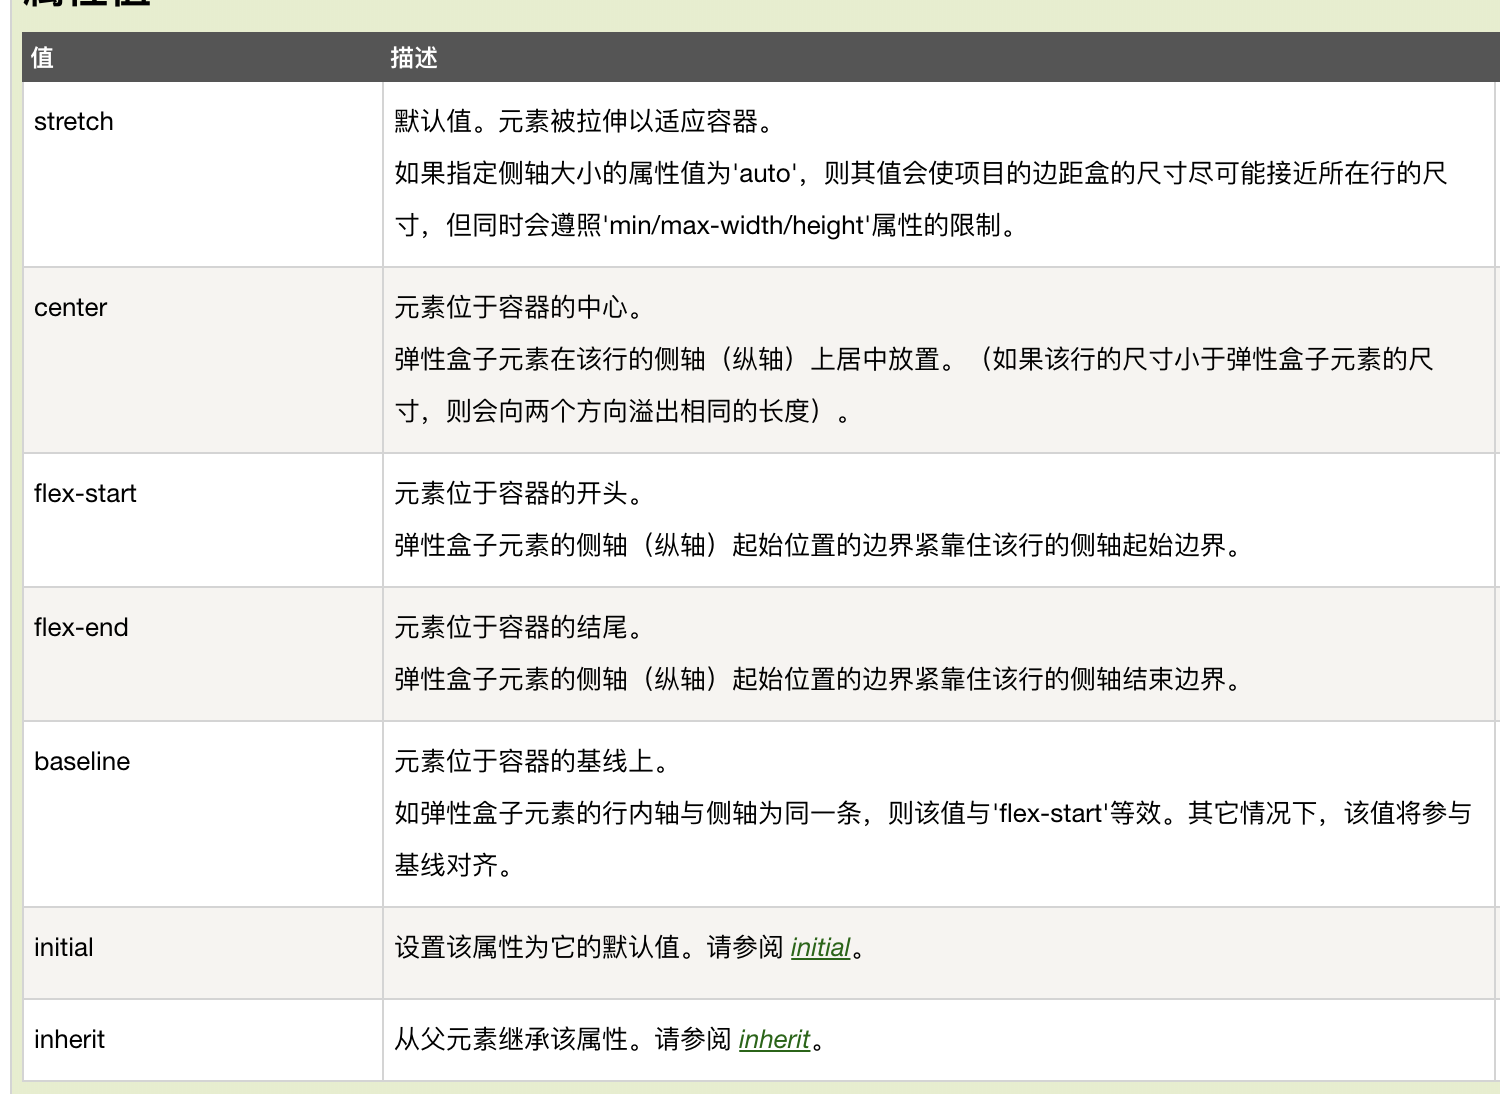 属性值
值 描述
stretch 默认值。元素被拉伸以适应容器。
如果指定侧轴大小的属性值为'auto'，则其值会使项目的边距盒的尺寸尽可能接近所在行的尺
寸，但同时会遵照'min/max-width/height'属性的限制。
center 元素位于容器的中心。
弹性盒子元素在该行的侧轴（纵轴）上居中放置。（如果该行的尺寸小于弹性盒子元素的尺
寸，则会向两个方向溢出相同的长度）。
flex-start 元素位于容器的开头。
弹性盒子元素的侧轴（纵轴）起始位置的边界紧靠住该行的侧轴起始边界。
flex-end 元素位于容器的结尾。
弹性盒子元素的侧轴（纵轴）起始位置的边界紧靠住该行的侧轴结束边界。
baseline 元素位于容器的基线上。
如弹性盒子元素的行内轴与侧轴为同一条，则该值与'flex-start'等效。其它情况下，该值将参与
基线对齐。
initial 设置该属性为它的默认值。请参阅 initial。
inherit 从父元素继承该属性。请参阅 inherit。